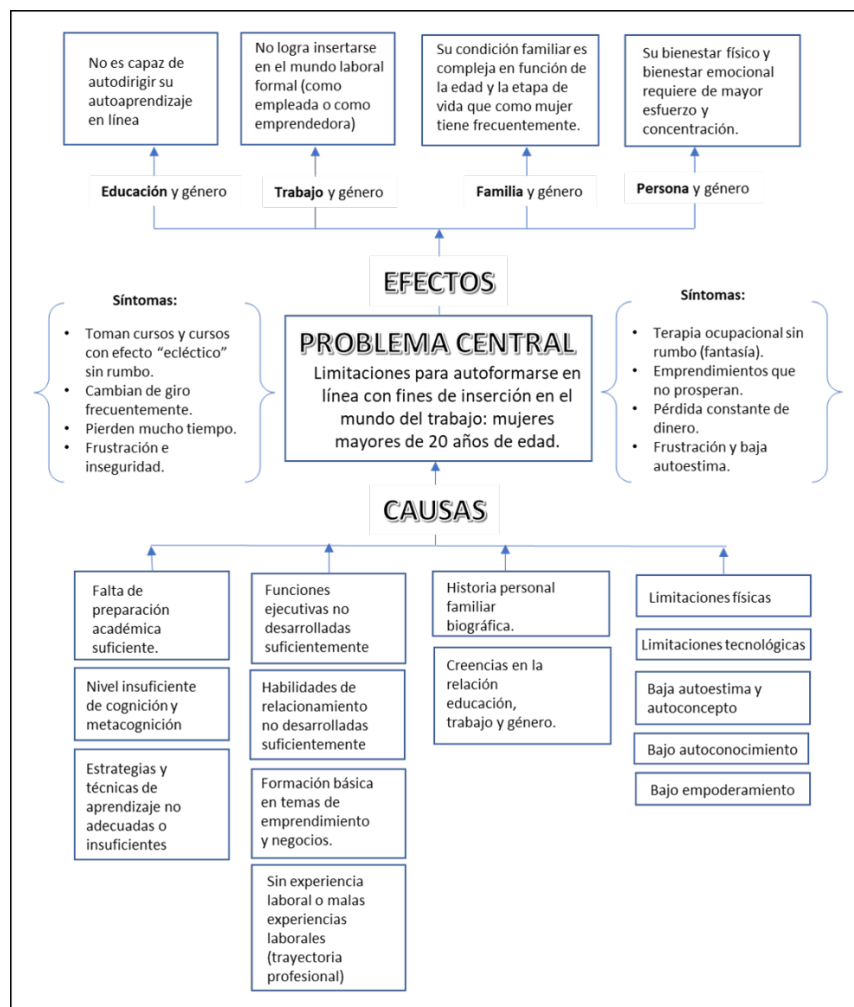 No es capaz de
autodirigir su
autoaprendizaje
en línea
No logra insertarse
en el mundo laboral
formal (como
empleada o como
emprendedora)
Su condición familiar es
compleja en función de
la edad y la etapa de
vida que como mujer
tiene frecuentemente.
Su bienestar físico y
bienestar emocional
requiere de mayor
esfuerzo y
concentración.
Educación y género
Trabajo y género
Familia y género
Persona y género
EFECTOS
Síntomas:
• Toman cursos y cursos
con efecto “ecléctico”
sin rumbo.
• Cambian de giro
frecuentemente.
• Pierden mucho tiempo.
• Frustración e
inseguridad.
PROBLEMA CENTRAL
Limitaciones para autoformarse en
línea con fines de inserción en el
mundo del trabajo: mujeres
mayores de 20 años de edad.
Síntomas:
• Terapia ocupacional sin
rumbo (fantasía).
• Emprendimientos que
no prosperan.
• Pérdida constante de
dinero.
• Frustración y baja
autoestima.
CAUSAS
Falta de
preparación
académica
suficiente.
Nivel insuficiente
de cognición y
metacognición
Estrategias y
técnicas de
aprendizaje no
adecuadas o
insuficientes
Funciones
ejecutivas no
desarrolladas
suficientemente
Habilidades de
relacionamiento
no desarrolladas
suficientemente
Formación básica
en temas de
emprendimiento
y negocios.
Sin experiencia
laboral o malas
experiencias
laborales
(trayectoria
profesional)
Historia personal
familiar
biográfica.
Creencias en la
relación
educación,
trabajo y género.
Limitaciones físicas
Limitaciones tecnológicas
Baja autoestima y
autoconcepto
Bajo autoconocimiento
Bajo empoderamiento